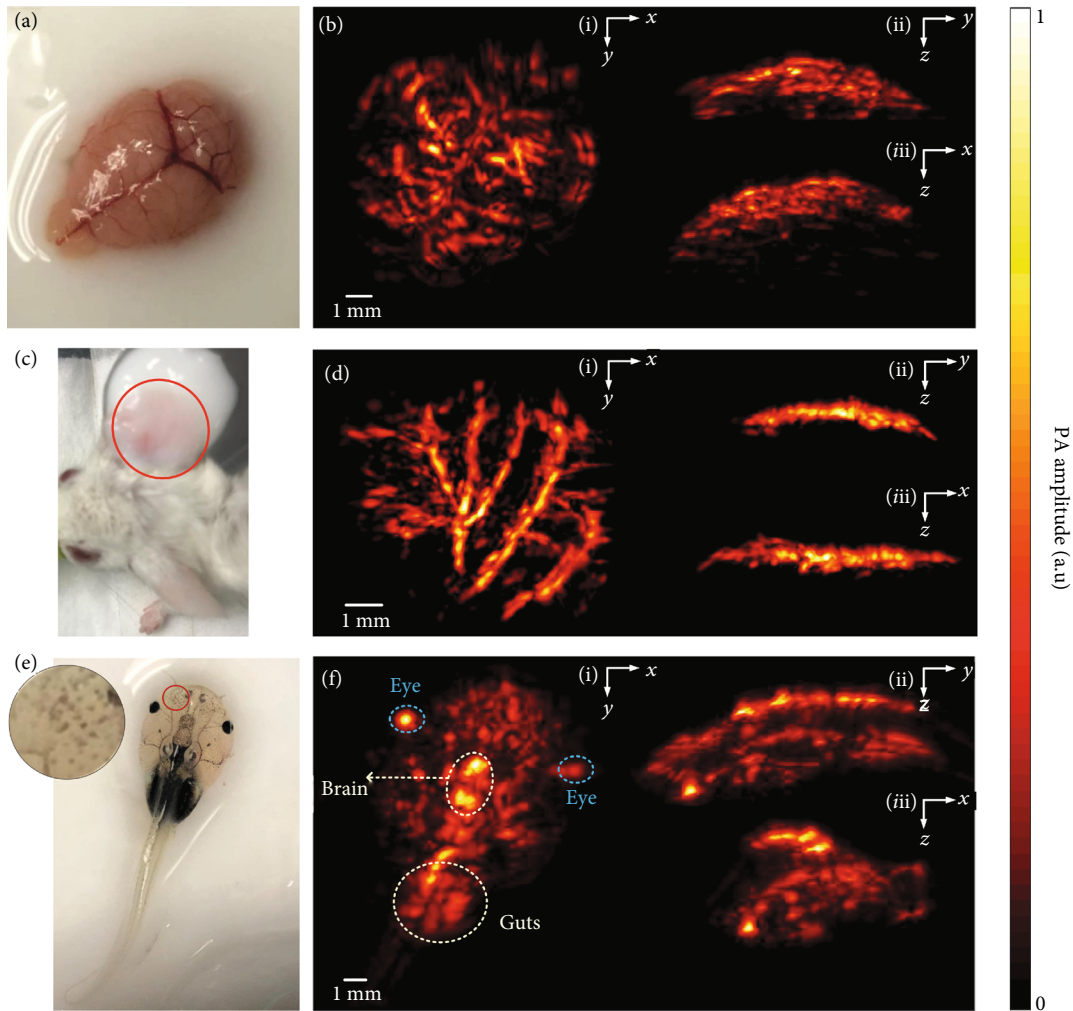 (a)
(b)
(i)
x
y
(ii)
y
z
(iii)
x
z
1 mm
(c)
(d)
(i)
x
y
(ii)
y
z
(iii)
x
z
1 mm
(e)
(f)
(i)
x
y
(ii)
y
z
(iii)
x
z
Eye
Brain
Eye
Guts
1 mm
1
PA amplitude (a.u)
0